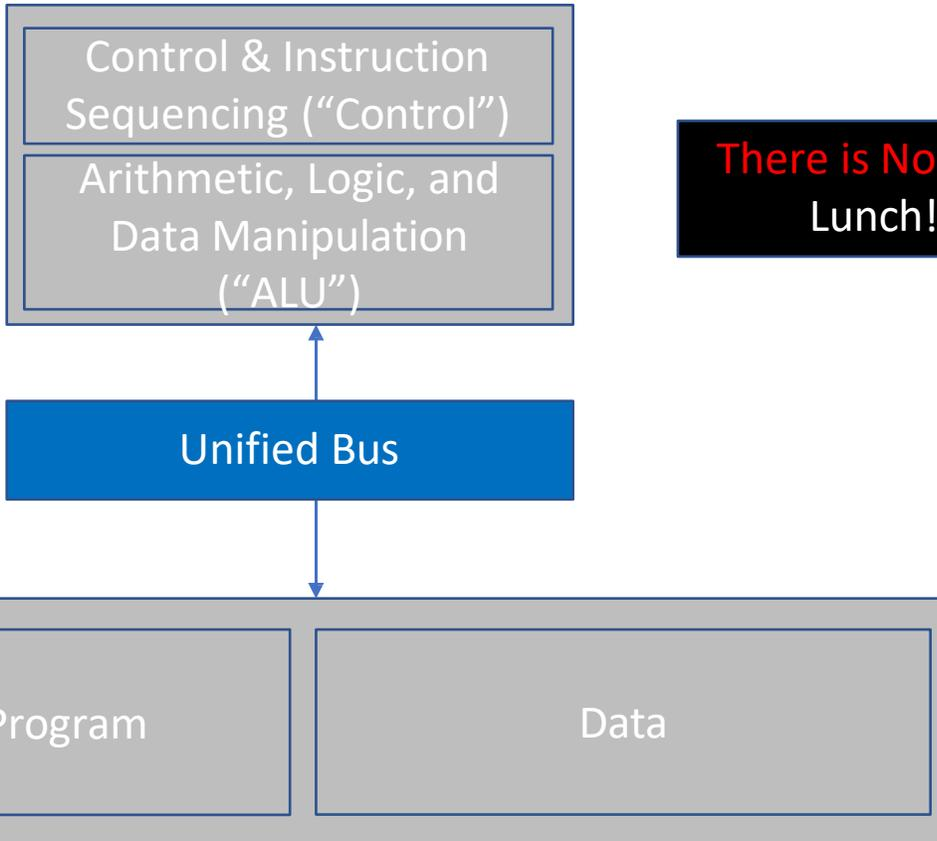 Control & Instruction
Sequencing (“Control”)
Arithmetic, Logic, and
Data Manipulation
(“ALU”)
There is No
Lunch!
Unified Bus
Program
Data